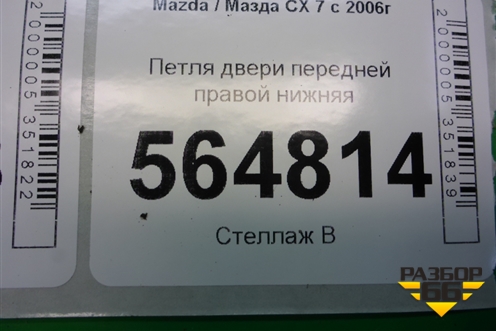 Mazda / Мазда CX 7 с 2006г
Петля двери передней
правой нижняя
564814
Стеллаж В
2000005351822
2000005351839
РАЗБОР
66